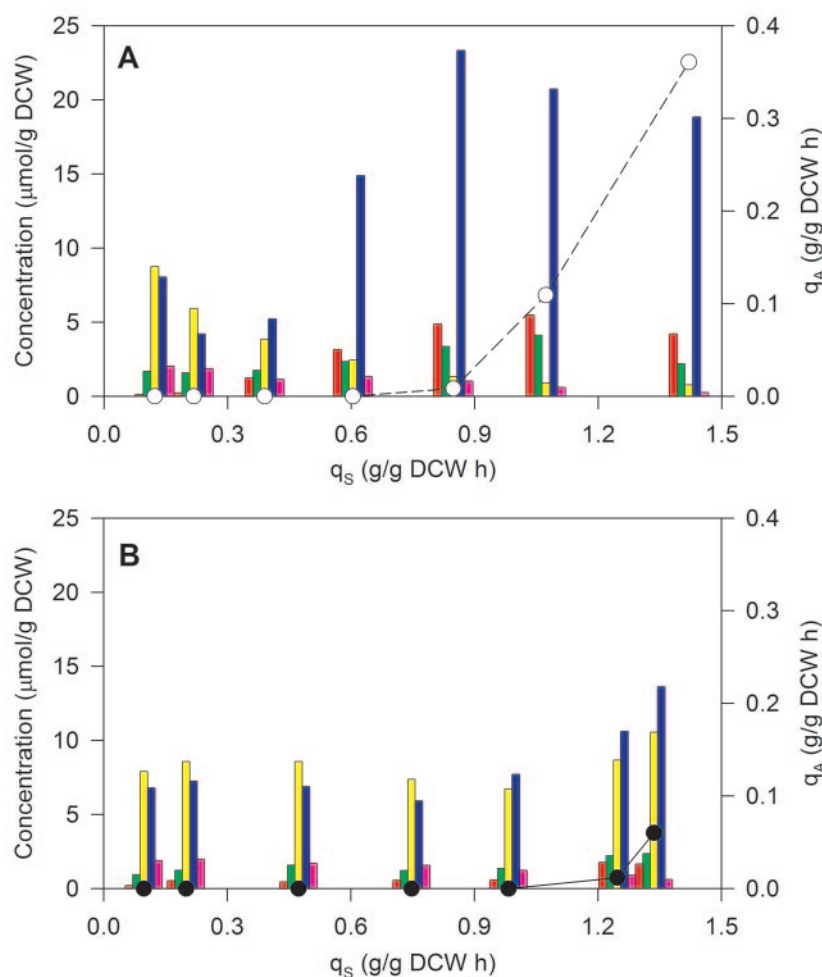 A
25
20
15
10
5
0
Concentration (µmol/g DCW)
0.4
0.3
0.2
0.1
0.0
q_A (g/g DCW h)
0.0 0.3 0.6 0.9 1.2 1.5
q_S (g/g DCW h)
B
25
20
15
10
5
0
Concentration (µmol/g DCW)
0.4
0.3
0.2
0.1
0.0
q_A (g/g DCW h)
0.0 0.3 0.6 0.9 1.2 1.5
q_S (g/g DCW h)